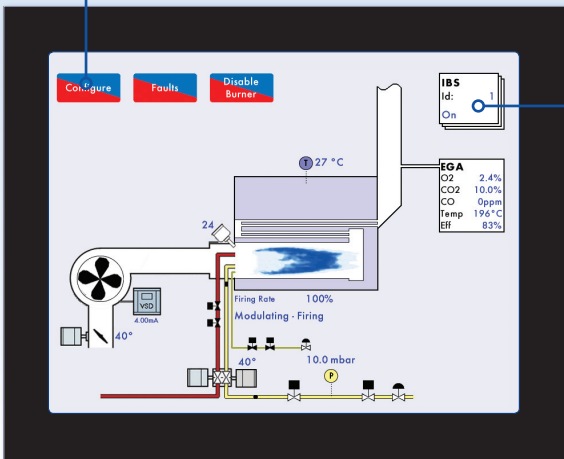 Configure
Faults
Disable
Burner
IBS
Id: 1
On
T 27 °C
EGA
O2 2.4%
CO2 10.0%
CO 0ppm
Temp 196°C
Eff 83%
24
VSD
4.00mA
Firing Rate 100%
Modulating - Firing
40°
40°
10.0 mbar
P